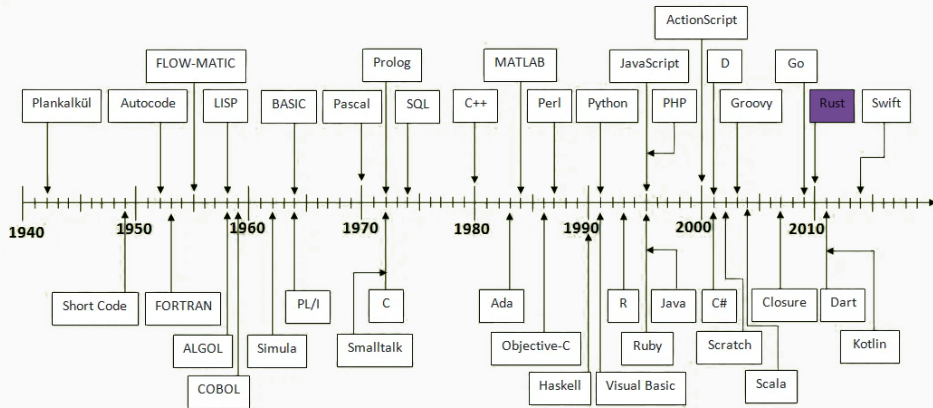 ActionScript
FLOW-MATIC
Prolog
MATLAB
JavaScript
D
Go
Plankalkül
Autocode
LISP
BASIC
Pascal
SQL
C++
Perl
Python
PHP
Groovy
Rust
Swift
1940
1950
1960
1970
1980
1990
2000
2010
Short Code
FORTRAN
PL/I
C
Ada
R
Java
C#
Closure
Dart
ALGOL
Simula
Smalltalk
Objective-C
Ruby
Scratch
Kotlin
COBOL
Haskell
Visual Basic
Scala